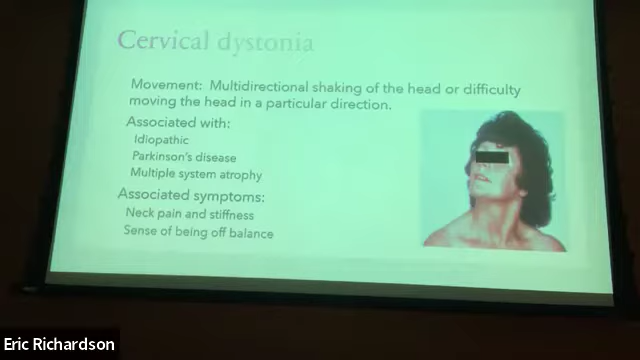 Cervical dystonia
Movement: Multidirectional shaking of the head or difficulty
moving the head in a particular direction.
Associated with:
Idiopathic
Parkinson's disease
Multiple system atrophy
Associated symptoms:
Neck pain and stiffness
Sense of being off balance
Eric Richardson